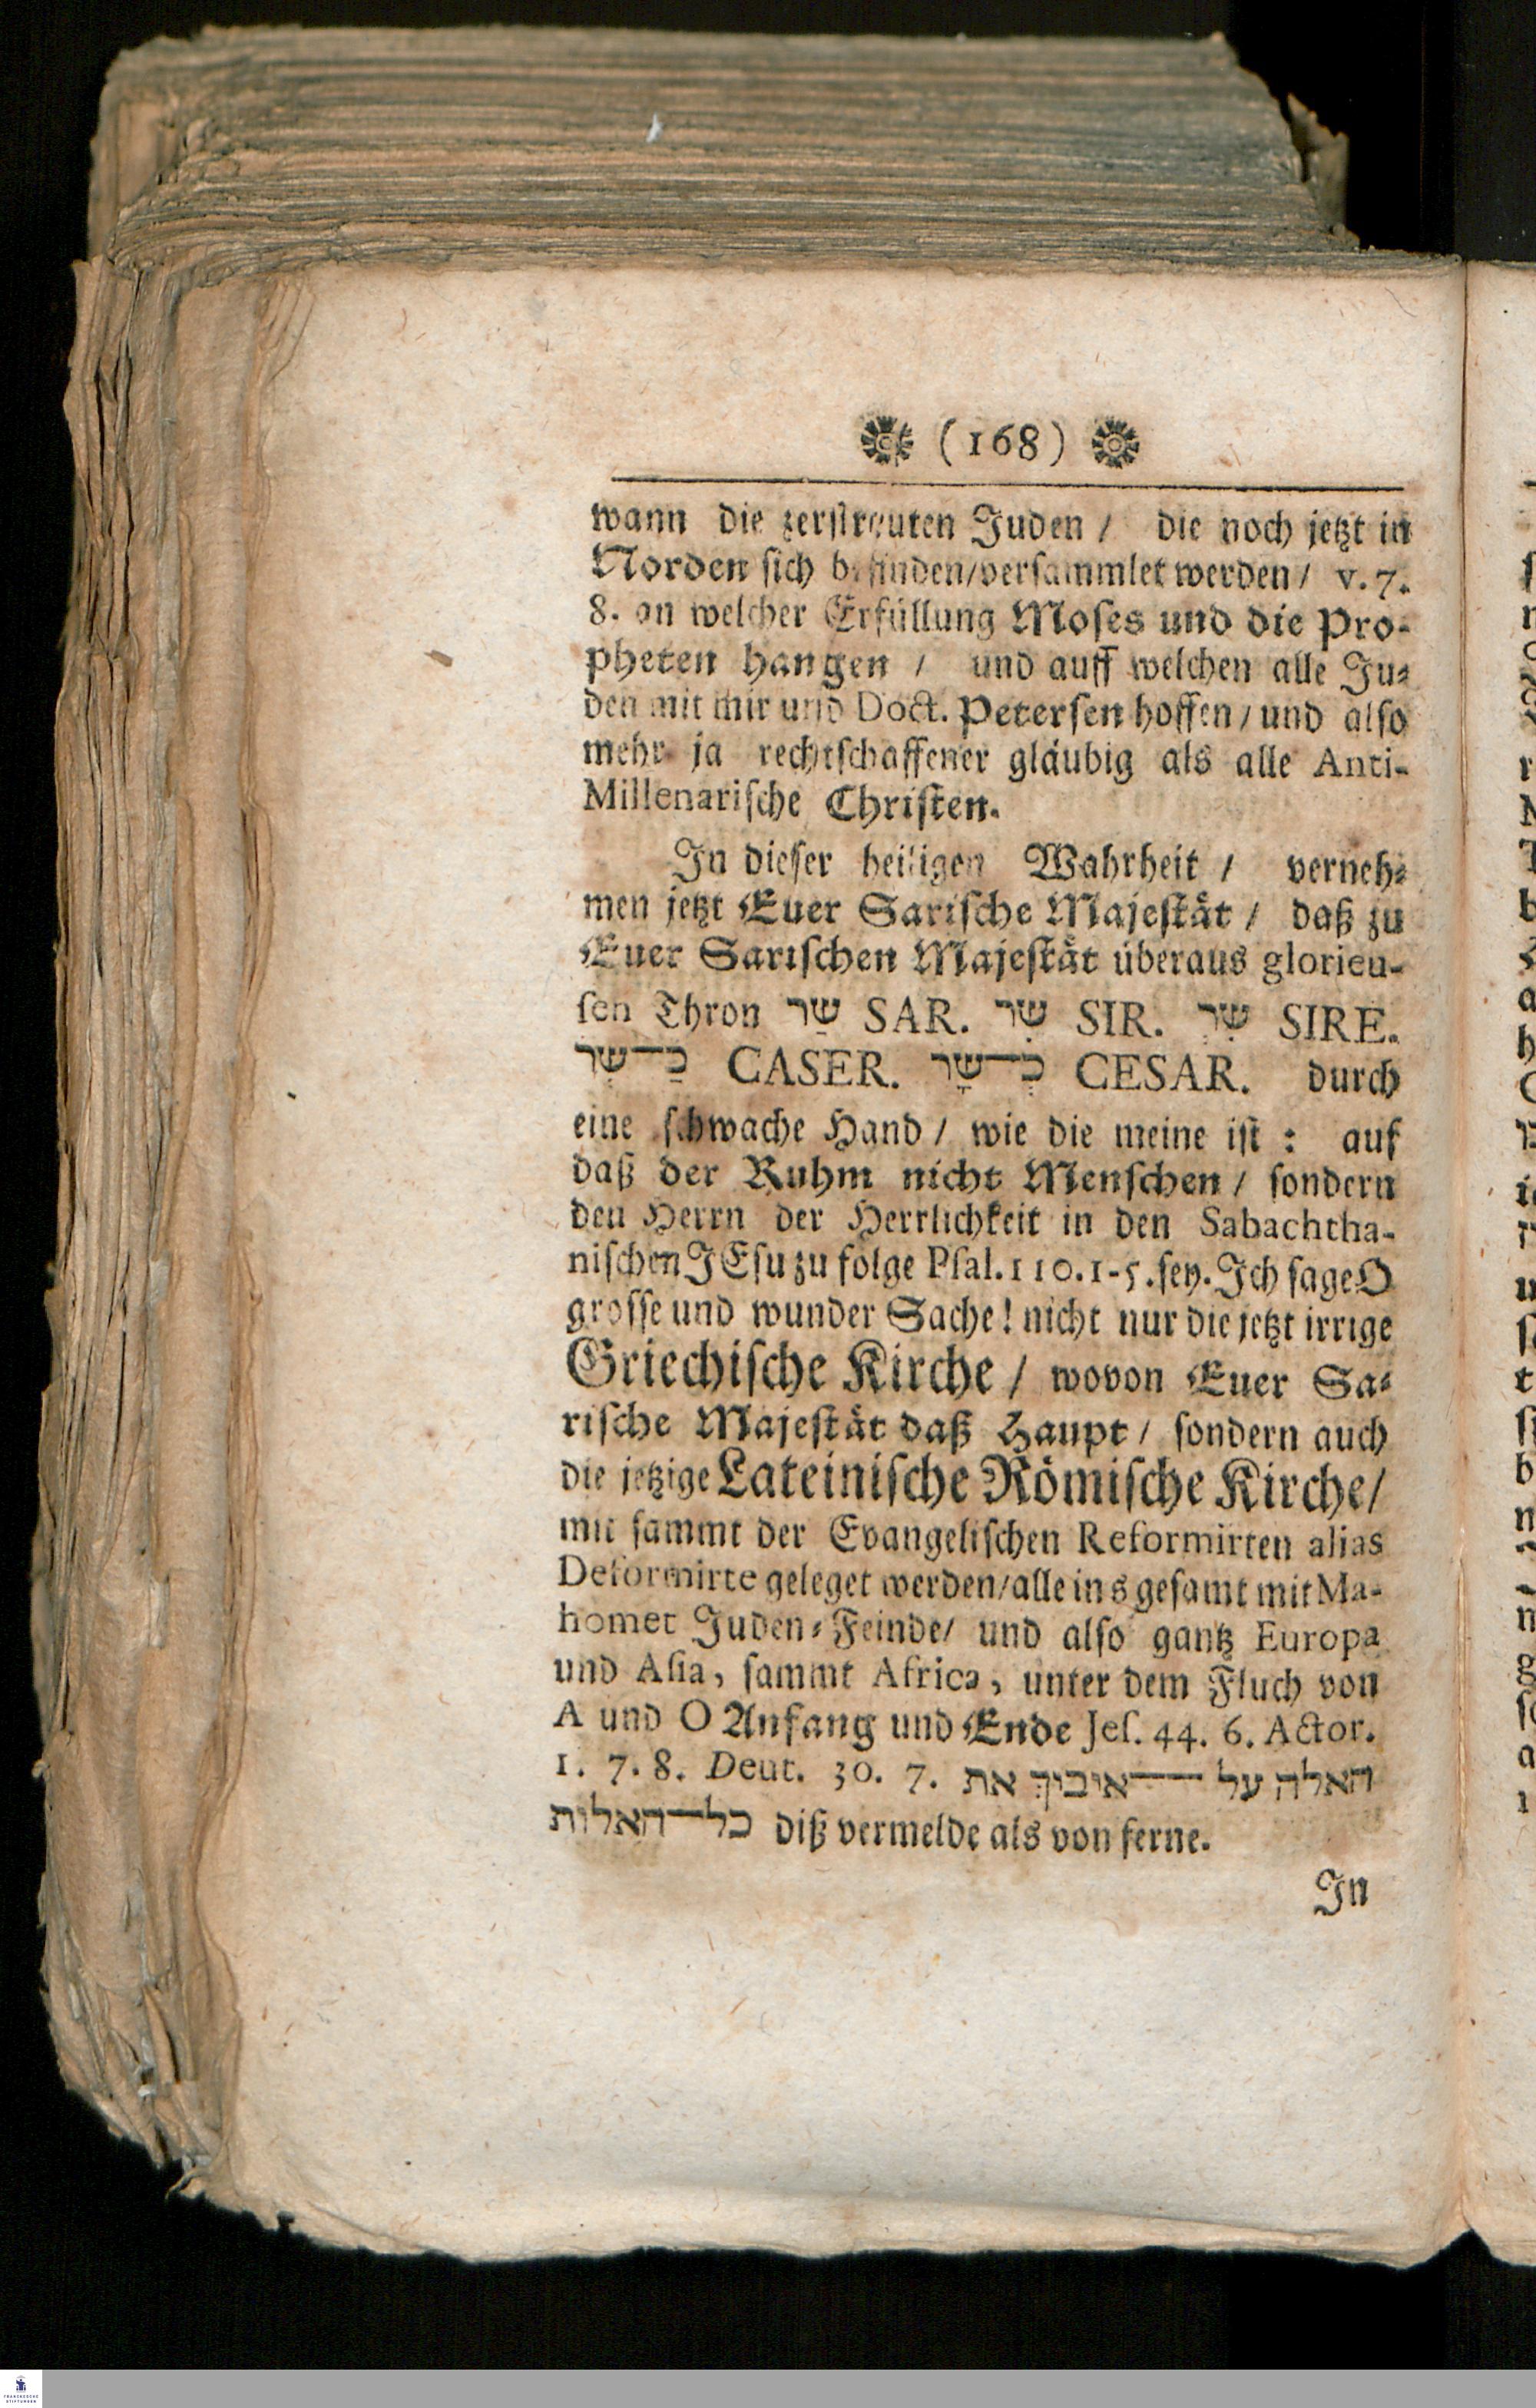 (168)
wann die zerstreuten Juden / die noch jetzt in
Norden sich befinden/versammlet werden / v. 7.
8. an welcher Erfüllung Moses und die Pro-
pheten hangen / und auff welchen alle Ju-
den mit mir und Doct. Petersen hoffen / und also
mehr ja rechtschaffener gläubig als alle Anti-
Millenarische Christen.
In dieser heiligen Wahrheit / verneh-
men jetzt Euer Sarische Majestät / daß zu
Euer Sarischen Majestät überaus glorieu-
sen Thron שַר SAR. שִר SIR. שִרְ SIRE.
כַ—שֶר CASER. כְ—שָר CESAR. durch
eine schwache Hand / wie die meine ist : auf
daß der Ruhm nicht Menschen / sondern
den Herrn der Herrlichkeit in den Sabachtha-
nischen JEsu zu folge Psal. 110. 1-5. sey. Ich sage O
grosse und wunder Sache! nicht nur die jetzt irrige
Griechische Kirche / wovon Euer Sa-
rische Majestät daß Haupt / sondern auch
die jetzige Lateinische Römische Kirche /
mit sammt der Evangelischen Reformirten alias
Deformirte geleget werden/alle ins gesamt mit Ma-
homet Juden-Feinde/ und also gantz Europa
und Asia, sammt Africa, unter dem Fluch von
A und O Anfang und Ende Jes. 44. 6. Actor.
1. 7. 8. Deut. 30. 7. האלה על —— איביך את
כל—האלות diß vermelde als von ferne.
In